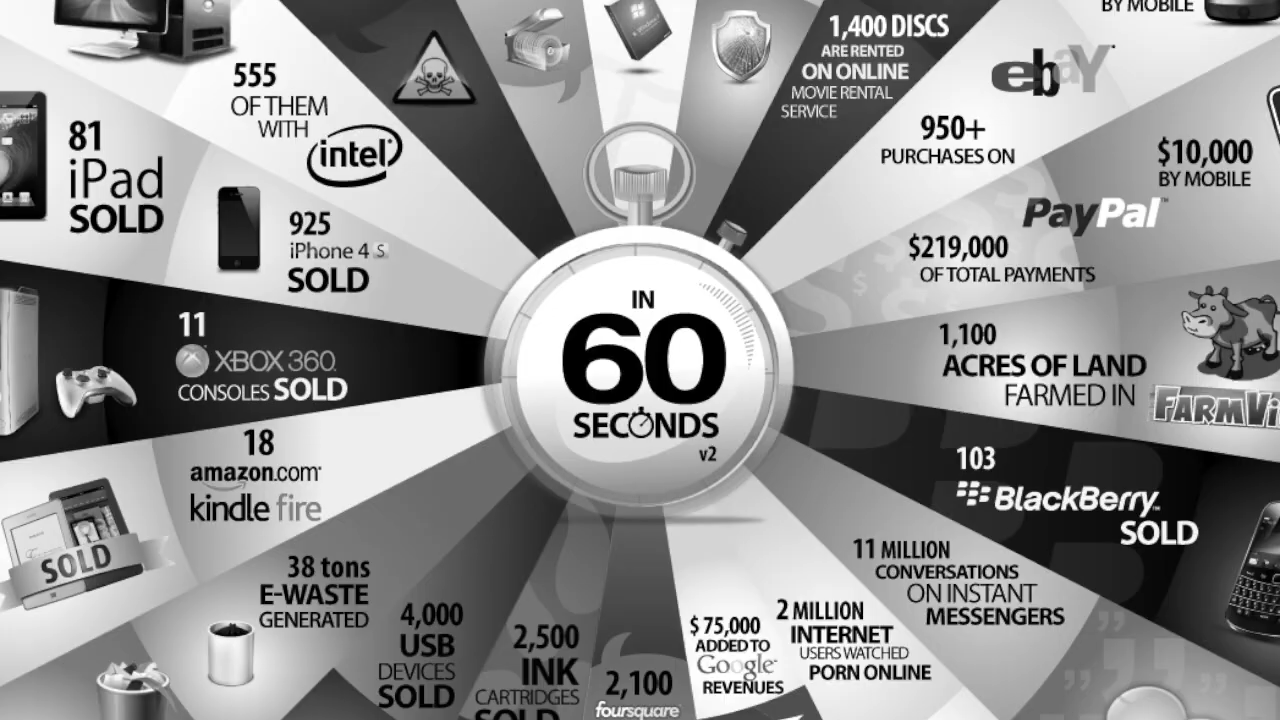 BY MOBILE
1,400 DISCS
ARE RENTED
ON ONLINE
MOVIE RENTAL
SERVICE
ebaY
950+
PURCHASES ON
$10,000
BY MOBILE
PayPal™
$219,000
OF TOTAL PAYMENTS
1,100
ACRES OF LAND
FARMED IN
FARMVI
103
BlackBerry
SOLD
11 MILLION
CONVERSATIONS
ON INSTANT
MESSENGERS
2 MILLION
INTERNET
USERS WATCHED
PORN ONLINE
$75,000
ADDED TO
Google
REVENUES
2,100
foursquare
2,500
INK
CARTRIDGES
SOLD
4,000
USB
DEVICES
SOLD
38 tons
E-WASTE
GENERATED
18
amazon.com
kindle fire
SOLD
11
XBOX 360
CONSOLES SOLD
925
iPhone 4 S
SOLD
81
iPad
SOLD
555
OF THEM
WITH
intel
IN
60
SECONDS
v2